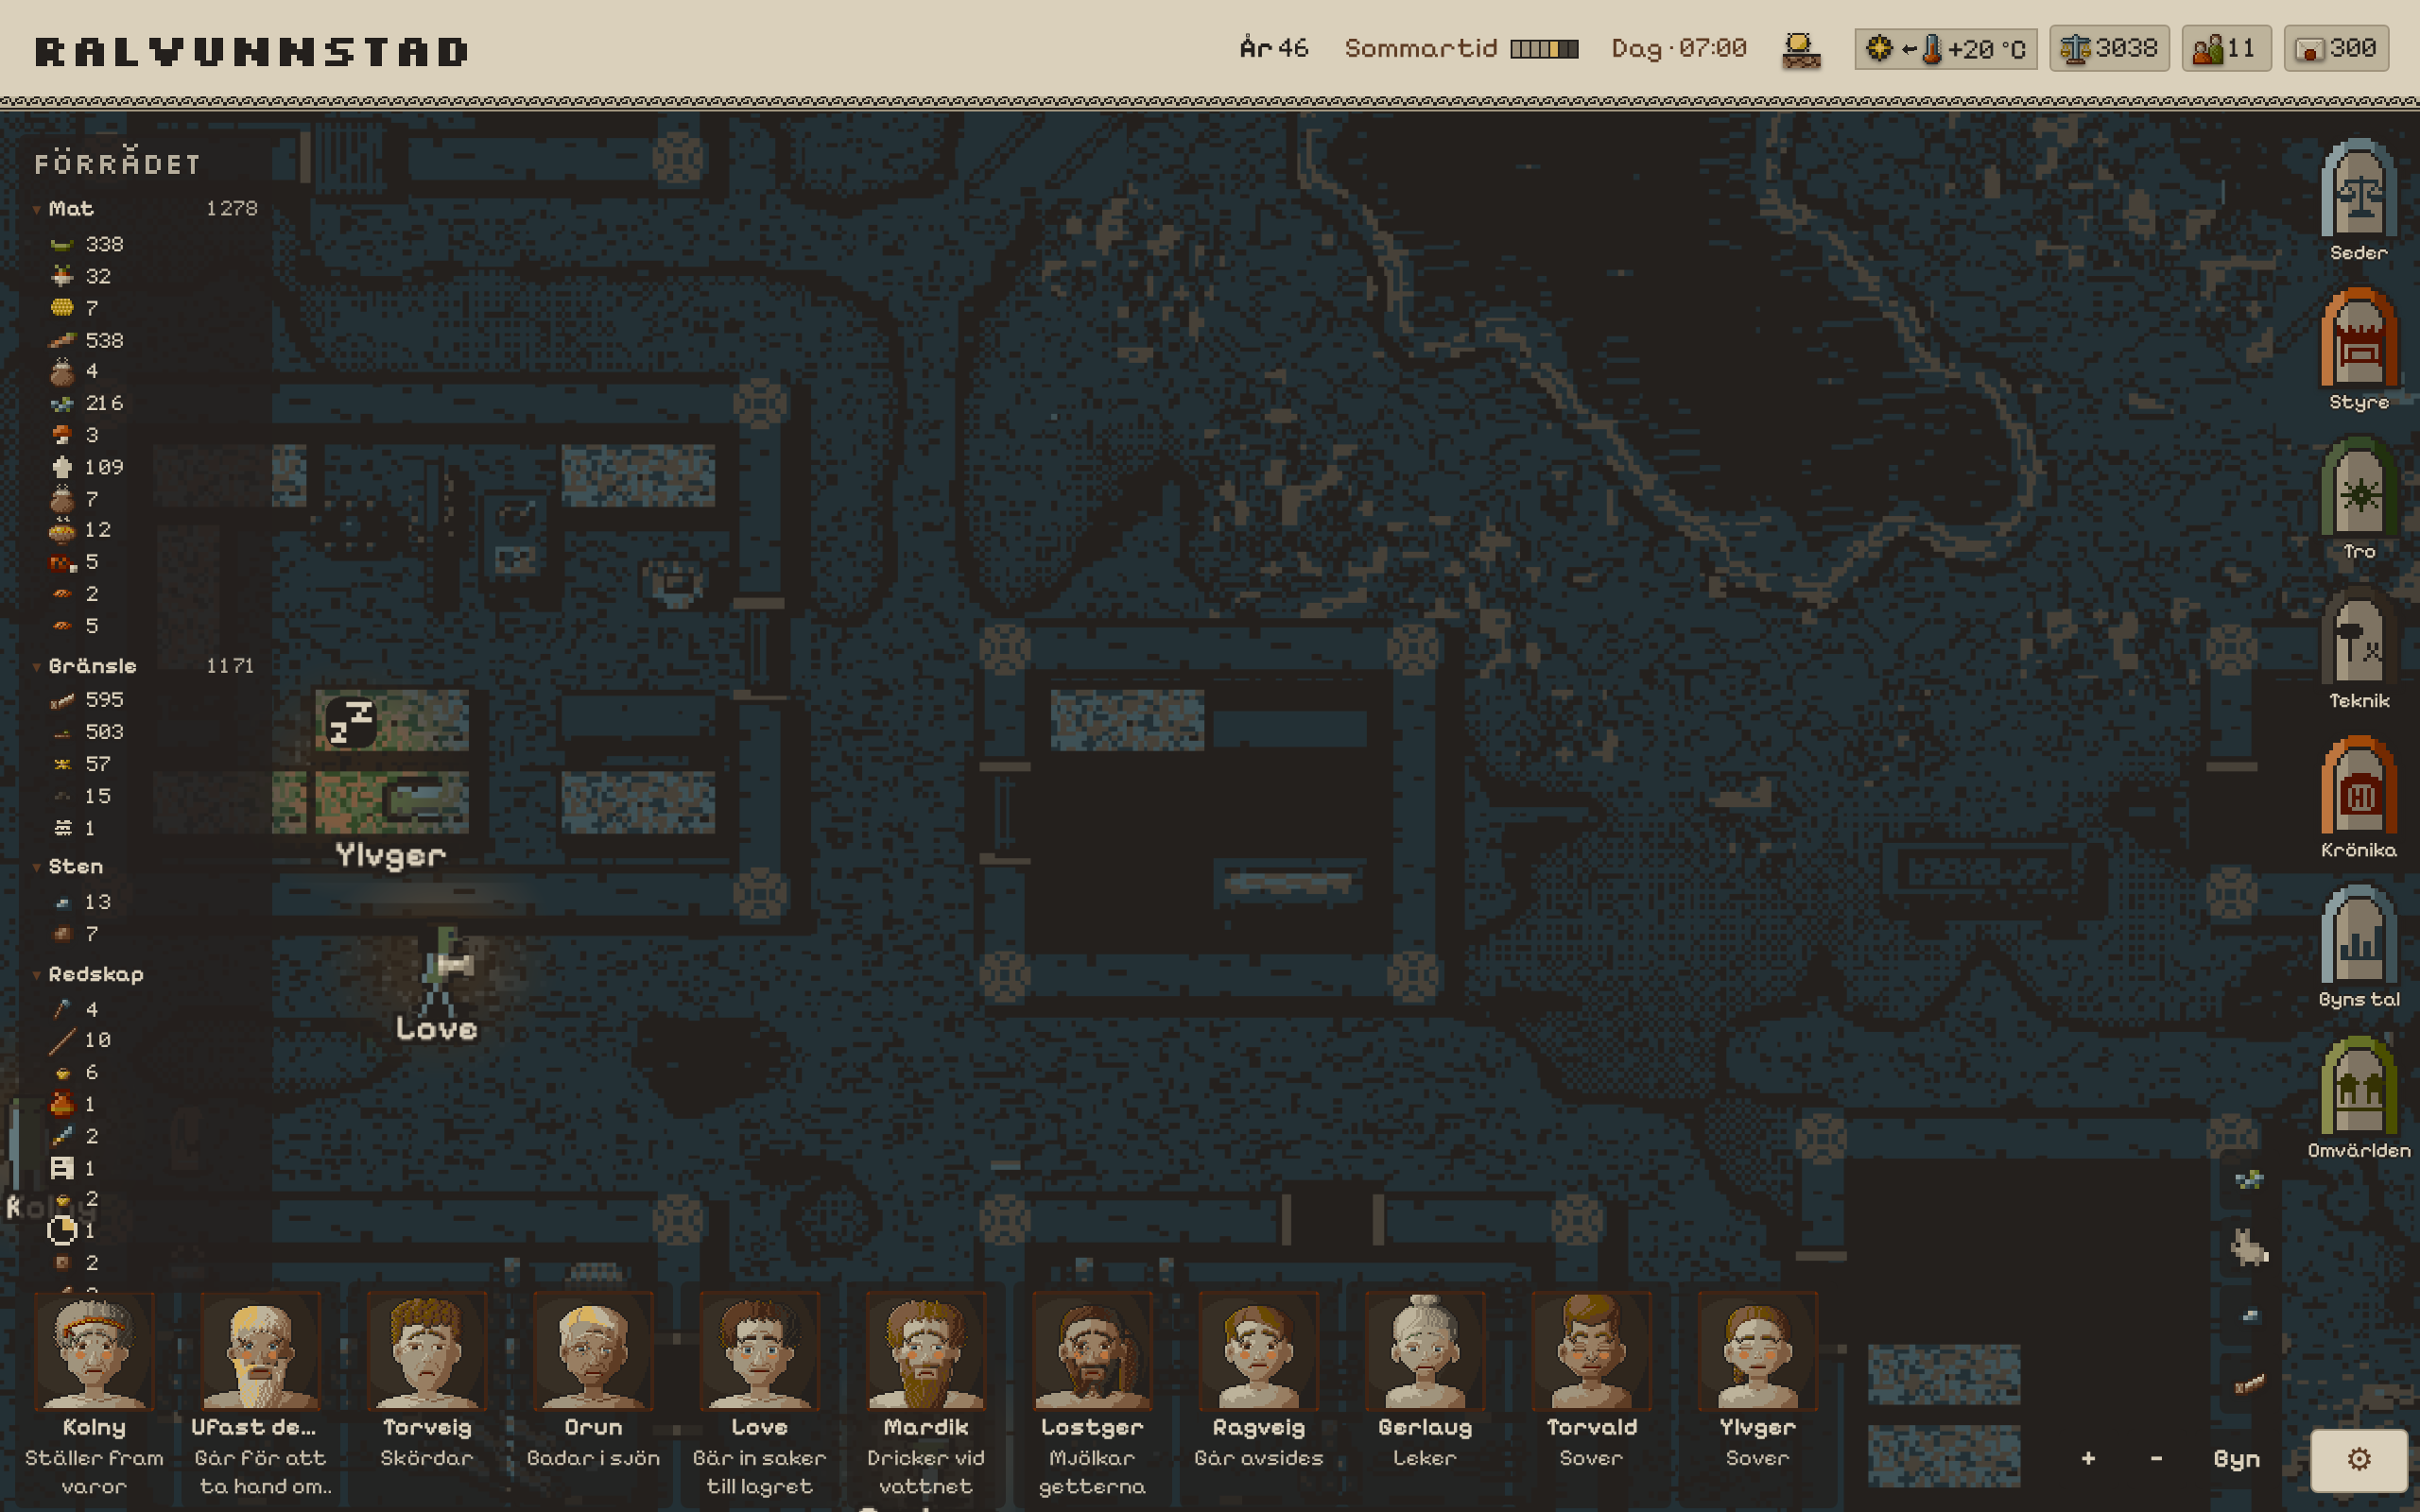 RALVUNNSTAD
År 46
Sommartid
Dag · 07:00
+20 °C
3038
11
300
FÖRRÅDET
Mat 1278
338
32
7
538
4
216
3
109
7
12
5
2
5
Bränsle 1171
595
503
57
15
1
Sten
13
7
Redskap
4
10
6
1
2
1
2
1
2
Seder
Styre
Tro
Teknik
Krönika
Byns tal
Omvärlden
Z
Z
Ylvger
Love
Kolny
Kolny
Ställer fram
varor
Ufast de…
Går för att
ta hand om..
Torveig
Skördar
Orun
Badar i sjön
Love
Bär in saker
till lagret
Mardik
Dricker vid
vattnet
Lostger
Mjölkar
getterna
Ragveig
Går avsides
Gerlaug
Leker
Torvald
Sover
Ylvger
Sover
+ - Byn